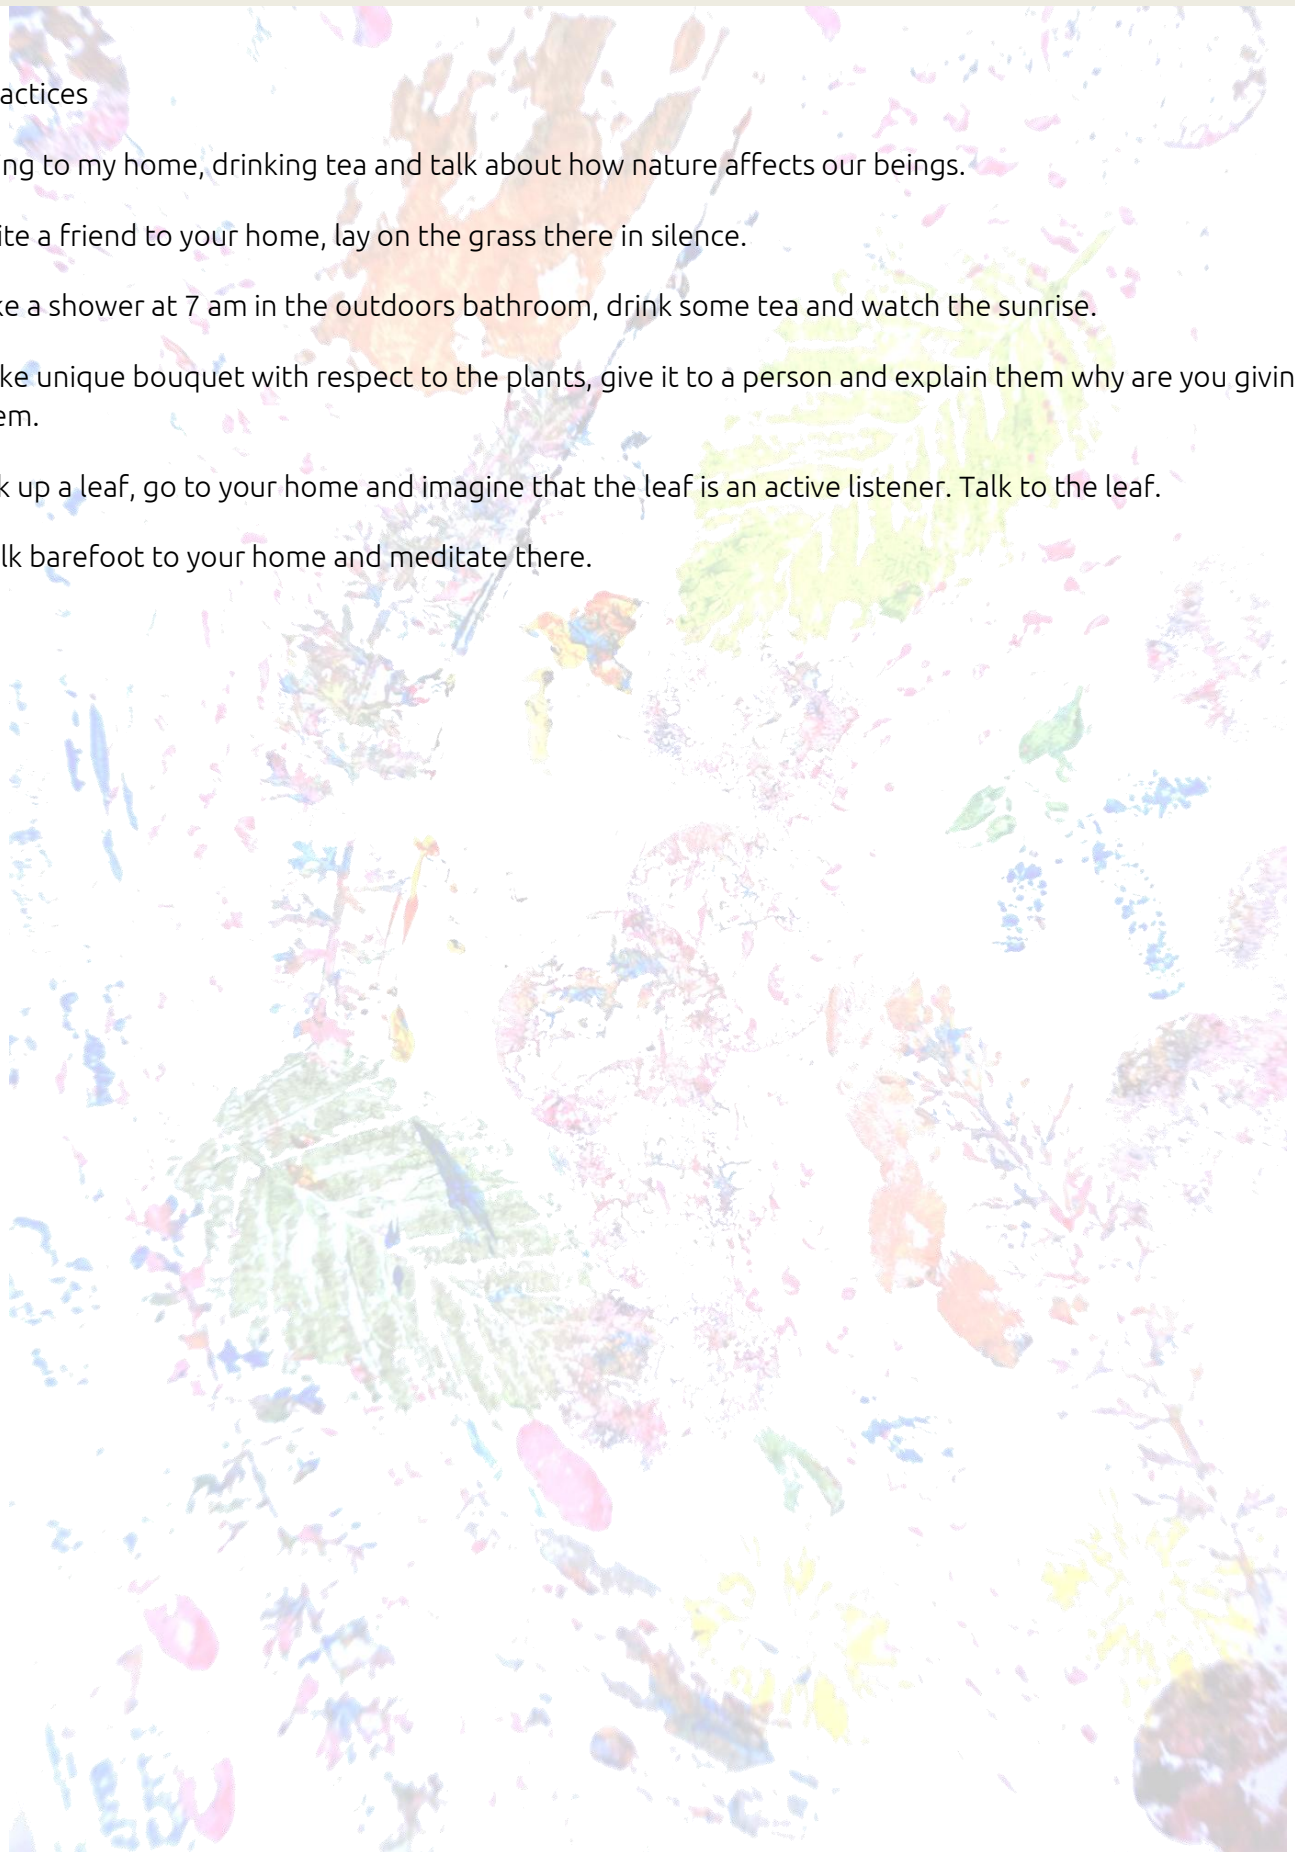 actices
ng to my home, drinking tea and talk about how nature affects our beings.
ite a friend to your home, lay on the grass there in silence.
ke a shower at 7 am in the outdoors bathroom, drink some tea and watch the sunrise.
ke unique bouquet with respect to the plants, give it to a person and explain them why are you givin
em.
k up a leaf, go to your home and imagine that the leaf is an active listener. Talk to the leaf.
lk barefoot to your home and meditate there.